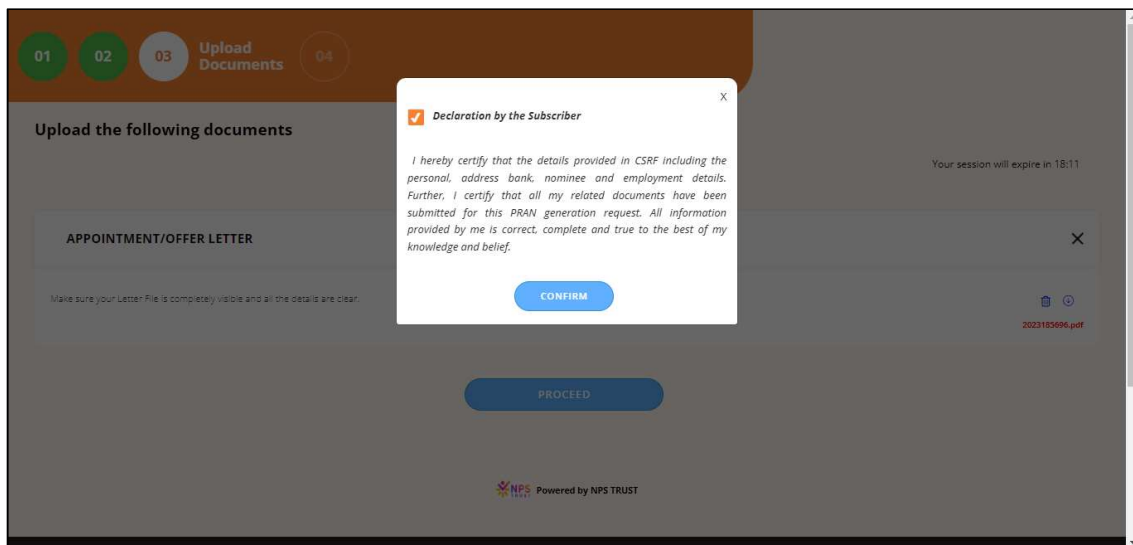 01
02
03
Upload
Documents
04
X
Declaration by the Subscriber
Upload the following documents
I hereby certify that the details provided in CSRF including the
personal, address bank, nominee and employment details.
Further, I certify that all my related documents have been
submitted for this PRAN generation request. All information
provided by me is correct, complete and true to the best of my
knowledge and belief.
Your session will expire in 18:11
APPOINTMENT/OFFER LETTER
CONFIRM
Make sure your Letter File is completely visible and all the details are clear.
2023185696.pdf
PROCEED
NPS
TRUST
Powered by NPS TRUST